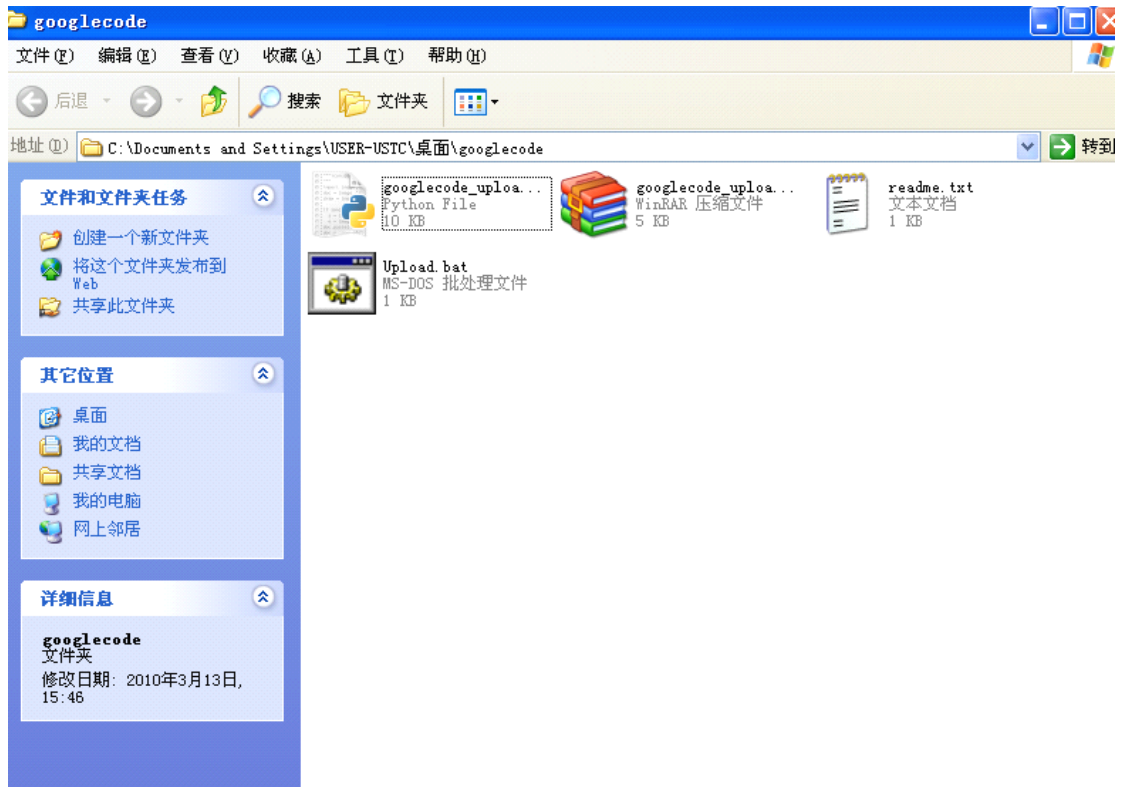 googlecode
文件(F) 编辑(E) 查看(V) 收藏(A) 工具(T) 帮助(H)
后退 搜索 文件夹
地址(D) C:\Documents and Settings\USER-USTC\桌面\googlecode 转到
文件和文件夹任务
创建一个新文件夹
将这个文件夹发布到
Web
共享此文件夹
其它位置
桌面
我的文档
共享文档
我的电脑
网上邻居
详细信息
googlecode
文件夹
修改日期: 2010年3月13日,
15:46
googlecode_uploa...
Python File
10 KB
googlecode_uploa...
WinRAR 压缩文件
5 KB
readme.txt
文本文档
1 KB
Upload.bat
MS-DOS 批处理文件
1 KB